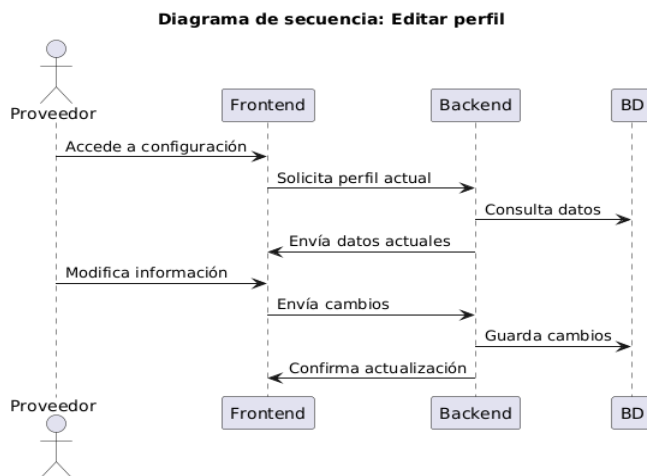 Diagrama de secuencia: Editar perfil
Proveedor
Frontend
Backend
BD
Accede a configuración
Solicita perfil actual
Consulta datos
Envía datos actuales
Modifica información
Envía cambios
Guarda cambios
Confirma actualización
Proveedor
Frontend
Backend
BD